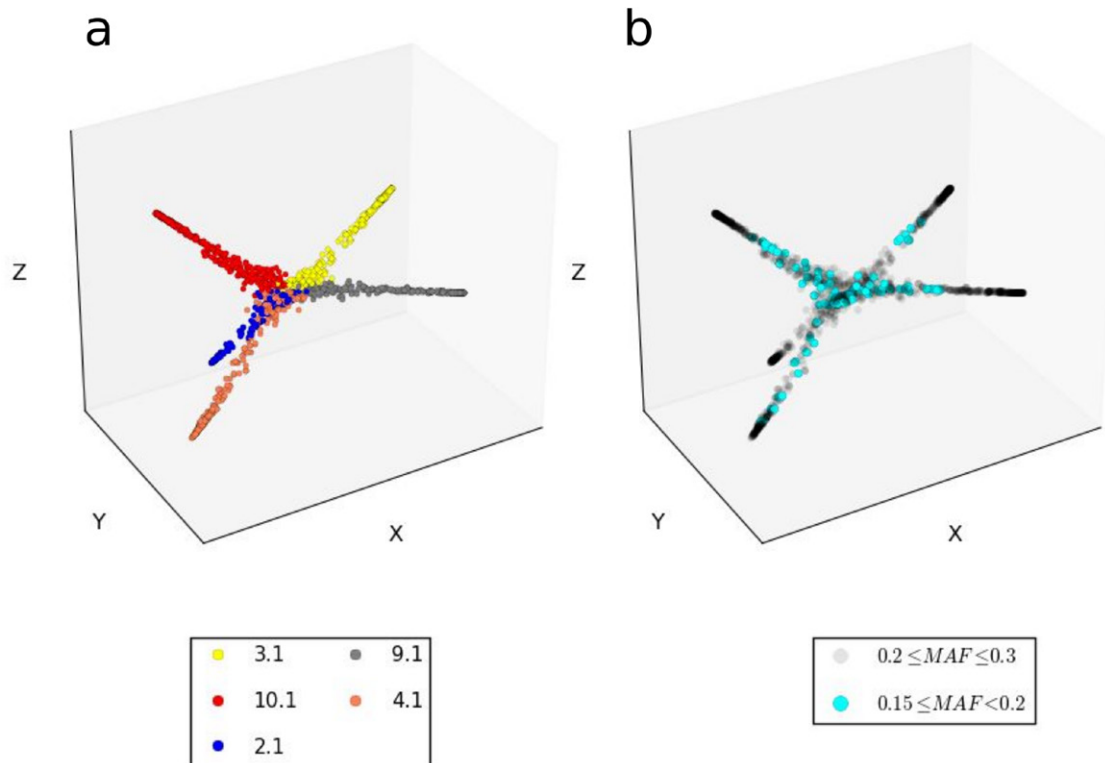 a
b
Z
Y
X
Z
Y
X
3.1
9.1
10.1
4.1
2.1
0.2 ≤MAF ≤0.3
0.15 ≤MAF <0.2